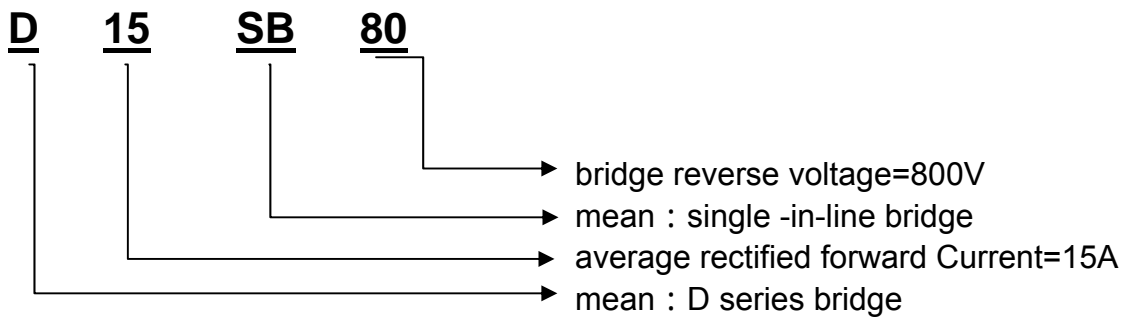 D 15 SB 80
bridge reverse voltage=800V
mean：single -in-line bridge
average rectified forward Current=15A
mean：D series bridge